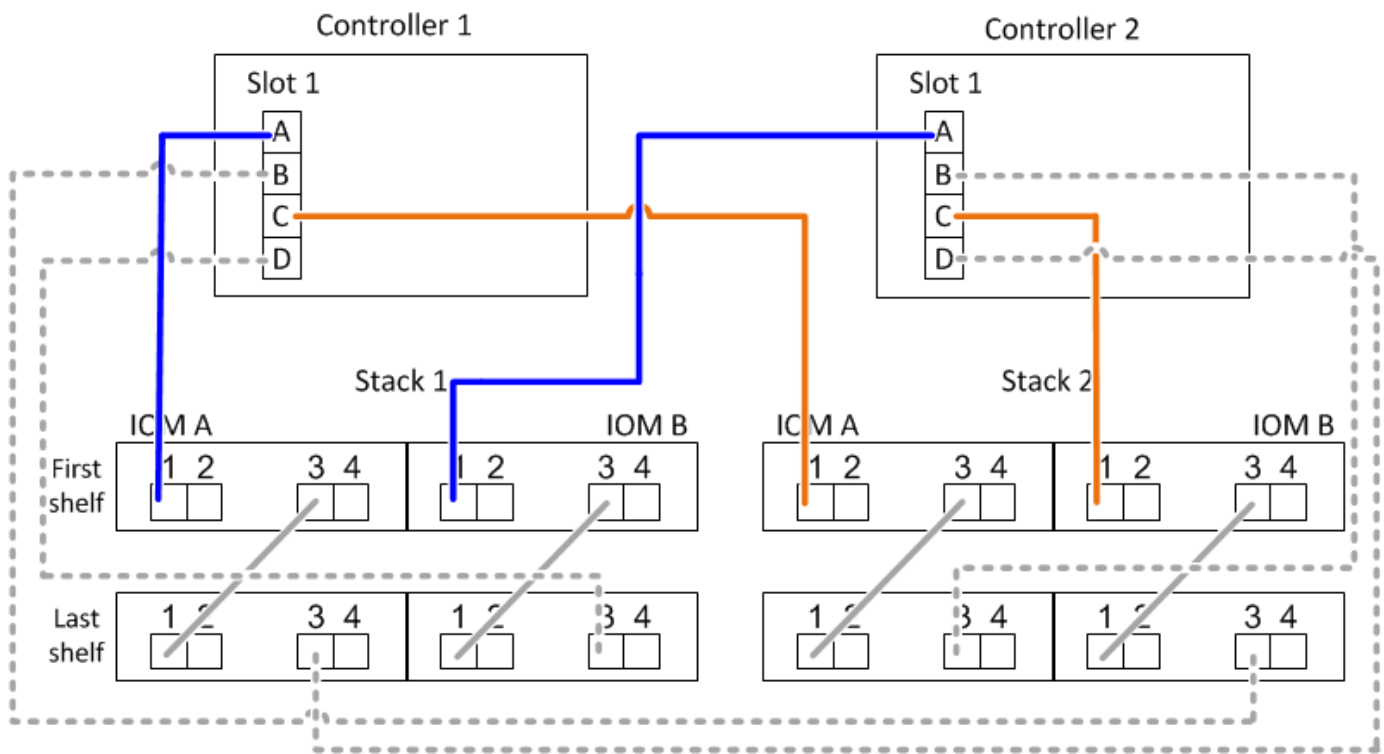 Controller 1
Controller 2
Slot 1
Slot 1
A
A
B
B
C
C
D
D
Stack 1
Stack 2
IOM A
IOM B
IOM A
IOM B
First shelf
1 2 3 4 1 2 3 4 1 2 3 4 1 2 3 4
Last shelf
1 2 3 4 1 2 3 4 1 2 3 4 1 2 3 4